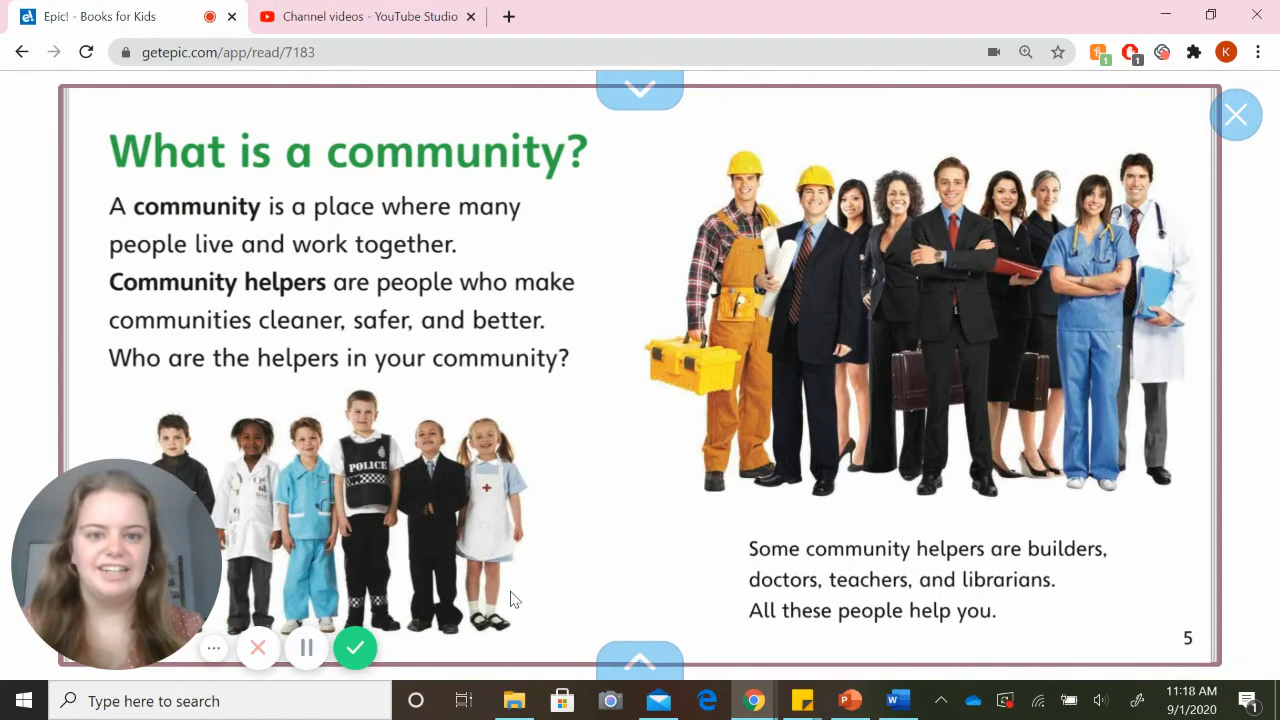 Epic! - Books for Kids
Channel videos - YouTube Studio
getepic.com/app/read/7183
1
1
K
What is a community?
A community is a place where many
people live and work together.
Community helpers are people who make
communities cleaner, safer, and better.
Who are the helpers in your community?
POLICE
Some community helpers are builders,
doctors, teachers, and librarians.
All these people help you.
5
Type here to search
11:18 AM
9/1/2020
1